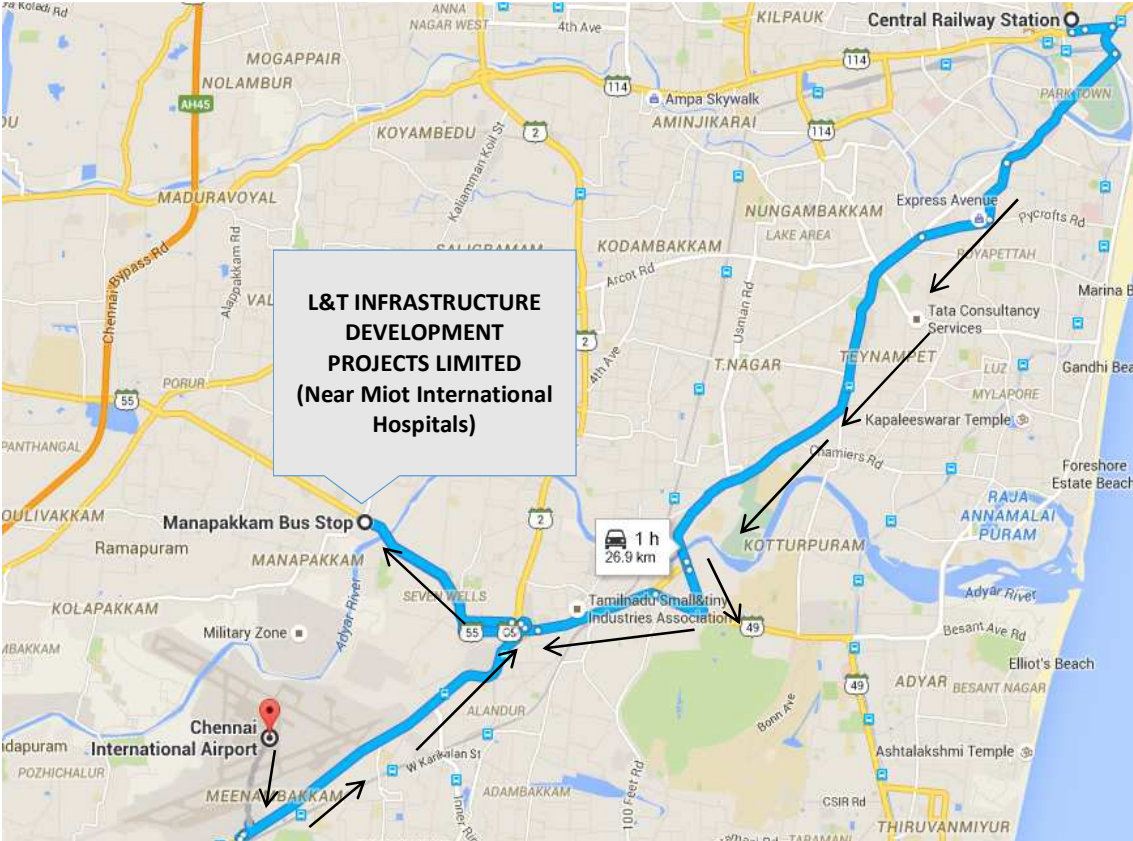 Central Railway Station
KILPAUK
ANNA
NAGAR WEST
4th Ave
MOGAPPAIR
NOLAMBUR
114
114
Ampa Skywalk
AMINJIKARAI
PARK TOWN
AH45
KOYAMBEDU
2
114
Kaliamman Koil St
MADURAVOYAL
Express Avenue
NUNGAMBAKKAM
LAKE AREA
Pycrofts Rd
ROYAPETTAH
Chennai Bypass Rd
Alappakkam Rd
SALIGRAMAM
KODAMBAKKAM
Arcot Rd
Usman Rd
VAL
L&T INFRASTRUCTURE
DEVELOPMENT
PROJECTS LIMITED
(Near Miot International
Hospitals)
Marina B
Tata Consultancy
Services
2
4th Ave
T.NAGAR
TEYNAMPET
LUZ
Gandhi Bea
MYLAPORE
PORUR
55
Kapaleeswarar Temple
PANTHANGAL
Chamiers Rd
Foreshore
Estate Beach
OULIVAKKAM
Manapakkam Bus Stop
2
RAJA
ANNAMALAI
PURAM
Ramapuram
MANAPAKKAM
1 h
26.9 km
KOTTURPURAM
KOLAPAKKAM
SEVEN WELLS
Adyar River
Adyar River
Tamilnadu Small&tiny
Industries Association
Military Zone
55
49
Besant Ave Rd
MBAKKAM
Elliot's Beach
49
ADYAR
BESANT NAGAR
ALANDUR
Bonn Ave
Chennai
International Airport
dapuram
W Karikalan St
Ashtalakshmi Temple
POZHICHALUR
MEENAMBAKKAM
ADAMBAKKAM
100 Feet Rd
Inner Rin
CSIR Rd
THIRUVANMIYUR
TARAMANI